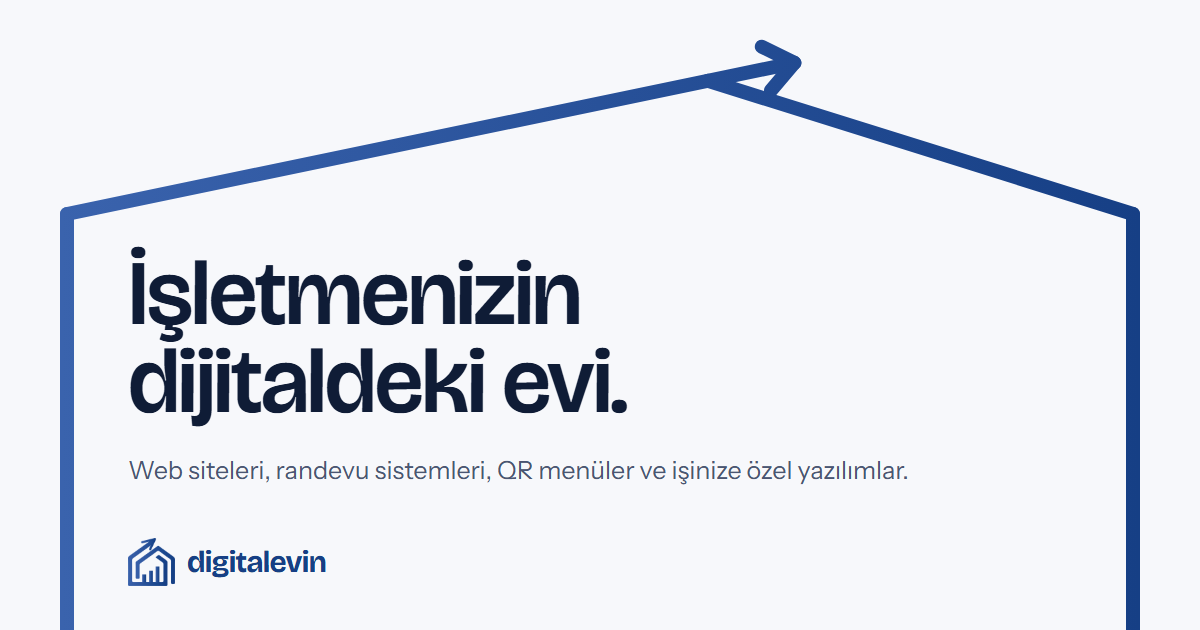 İşletmenizin
dijitaldeki evi.
Web siteleri, randevu sistemleri, QR menüler ve işinize özel yazılımlar.
digitalevin